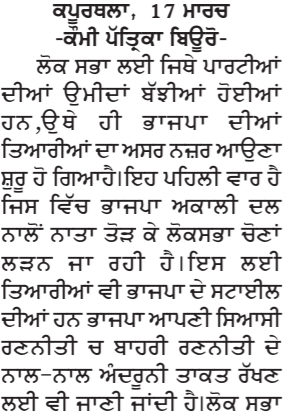 ਕਪੂਰਥਲਾ, 17 ਮਾਰਚ
-ਕੌਮੀ ਪੱਤ੍ਰਿਕਾ ਬਿਊਰੋ-
ਲੋਕ ਸਭਾ ਲਈ ਜਿਥੇ ਪਾਰਟੀਆਂ
ਦੀਆਂ ਉਮੀਦਾਂ ਬੱਝੀਆਂ ਹੋਈਆਂ
ਹਨ ,ਉਥੇ ਹੀ ਭਾਜਪਾ ਦੀਆਂ
ਤਿਆਰੀਆਂ ਦਾ ਅਸਰ ਨਜ਼ਰ ਆਉਣਾ
ਸ਼ੁਰੂ ਹੋ ਗਿਆਹੈ।ਇਹ ਪਹਿਲੀ ਵਾਰ ਹੈ
ਜਿਸ ਵਿੱਚ ਭਾਜਪਾ ਅਕਾਲੀ ਦਲ
ਨਾਲੋਂ ਨਾਤਾ ਤੋੜ ਕੇ ਲੋਕਸਭਾ ਚੋਣਾਂ
ਲੜਨ ਜਾ ਰਹੀ ਹੈ।ਇਸ ਲਈ
ਤਿਆਰੀਆਂ ਵੀ ਭਾਜਪਾ ਦੇ ਸਟਾਈਲ
ਦੀਆਂ ਹਨ ਭਾਜਪਾ ਆਪਣੀ ਸਿਆਸੀ
ਰਣਨੀਤੀ ਚ ਬਾਹਰੀ ਰਣਨੀਤੀ ਦੇ
ਨਾਲ-ਨਾਲ ਅੰਦਰੂਨੀ ਤਾਕਤ ਰੱਖਣ
ਲਈ ਵੀ ਜਾਣੀ ਜਾਂਦੀ ਹੈ।ਲੋਕ ਸਭਾ